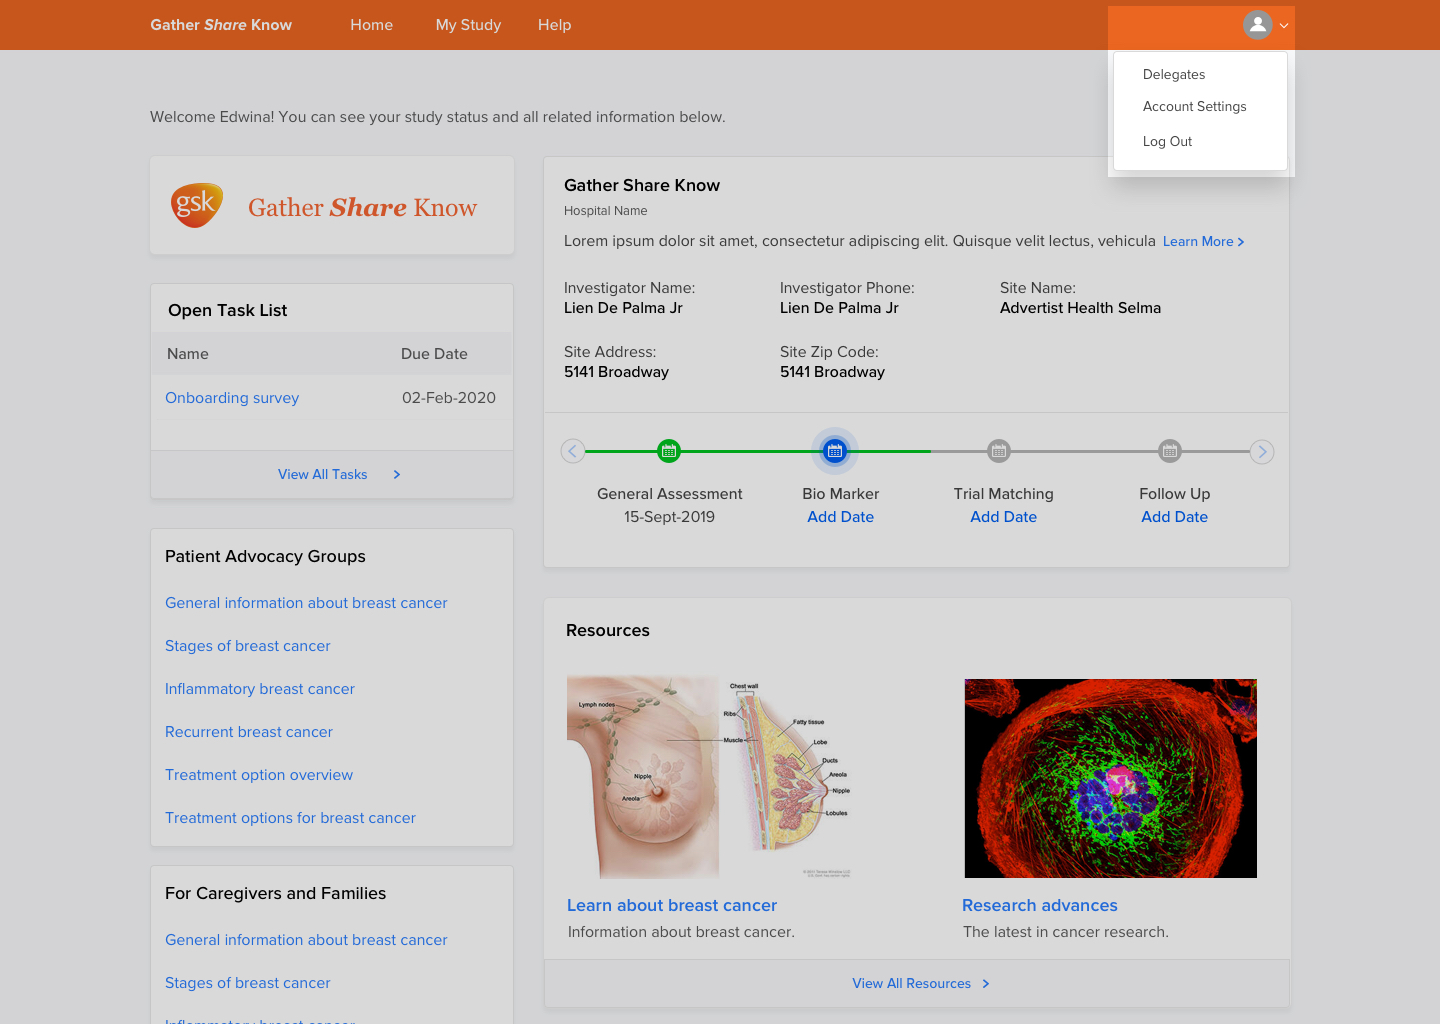 Gather Share Know
Home
My Study
Help
Delegates
Account Settings
Log Out
Welcome Edwina! You can see your study status and all related information below.
gsk
Gather Share Know
Open Task List
Name
Due Date
Onboarding survey
02-Feb-2020
View All Tasks
Patient Advocacy Groups
General information about breast cancer
Stages of breast cancer
Inflammatory breast cancer
Recurrent breast cancer
Treatment option overview
Treatment options for breast cancer
For Caregivers and Families
General information about breast cancer
Stages of breast cancer
Inflammatory breast cancer
Gather Share Know
Hospital Name
Lorem ipsum dolor sit amet, consectetur adipiscing elit. Quisque velit lectus, vehicula Learn More
Investigator Name:
Lien De Palma Jr
Investigator Phone:
Lien De Palma Jr
Site Name:
Advertist Health Selma
Site Address:
5141 Broadway
Site Zip Code:
5141 Broadway
General Assessment
15-Sept-2019
Bio Marker
Add Date
Trial Matching
Add Date
Follow Up
Add Date
Resources
Lymph nodes
Nipple
Areola
Chest wall
Ribs
Muscle
Fatty tissue
Lobe
Ducts
Areola
Nipple
Lobules
Learn about breast cancer
Information about breast cancer.
Research advances
The latest in cancer research.
View All Resources